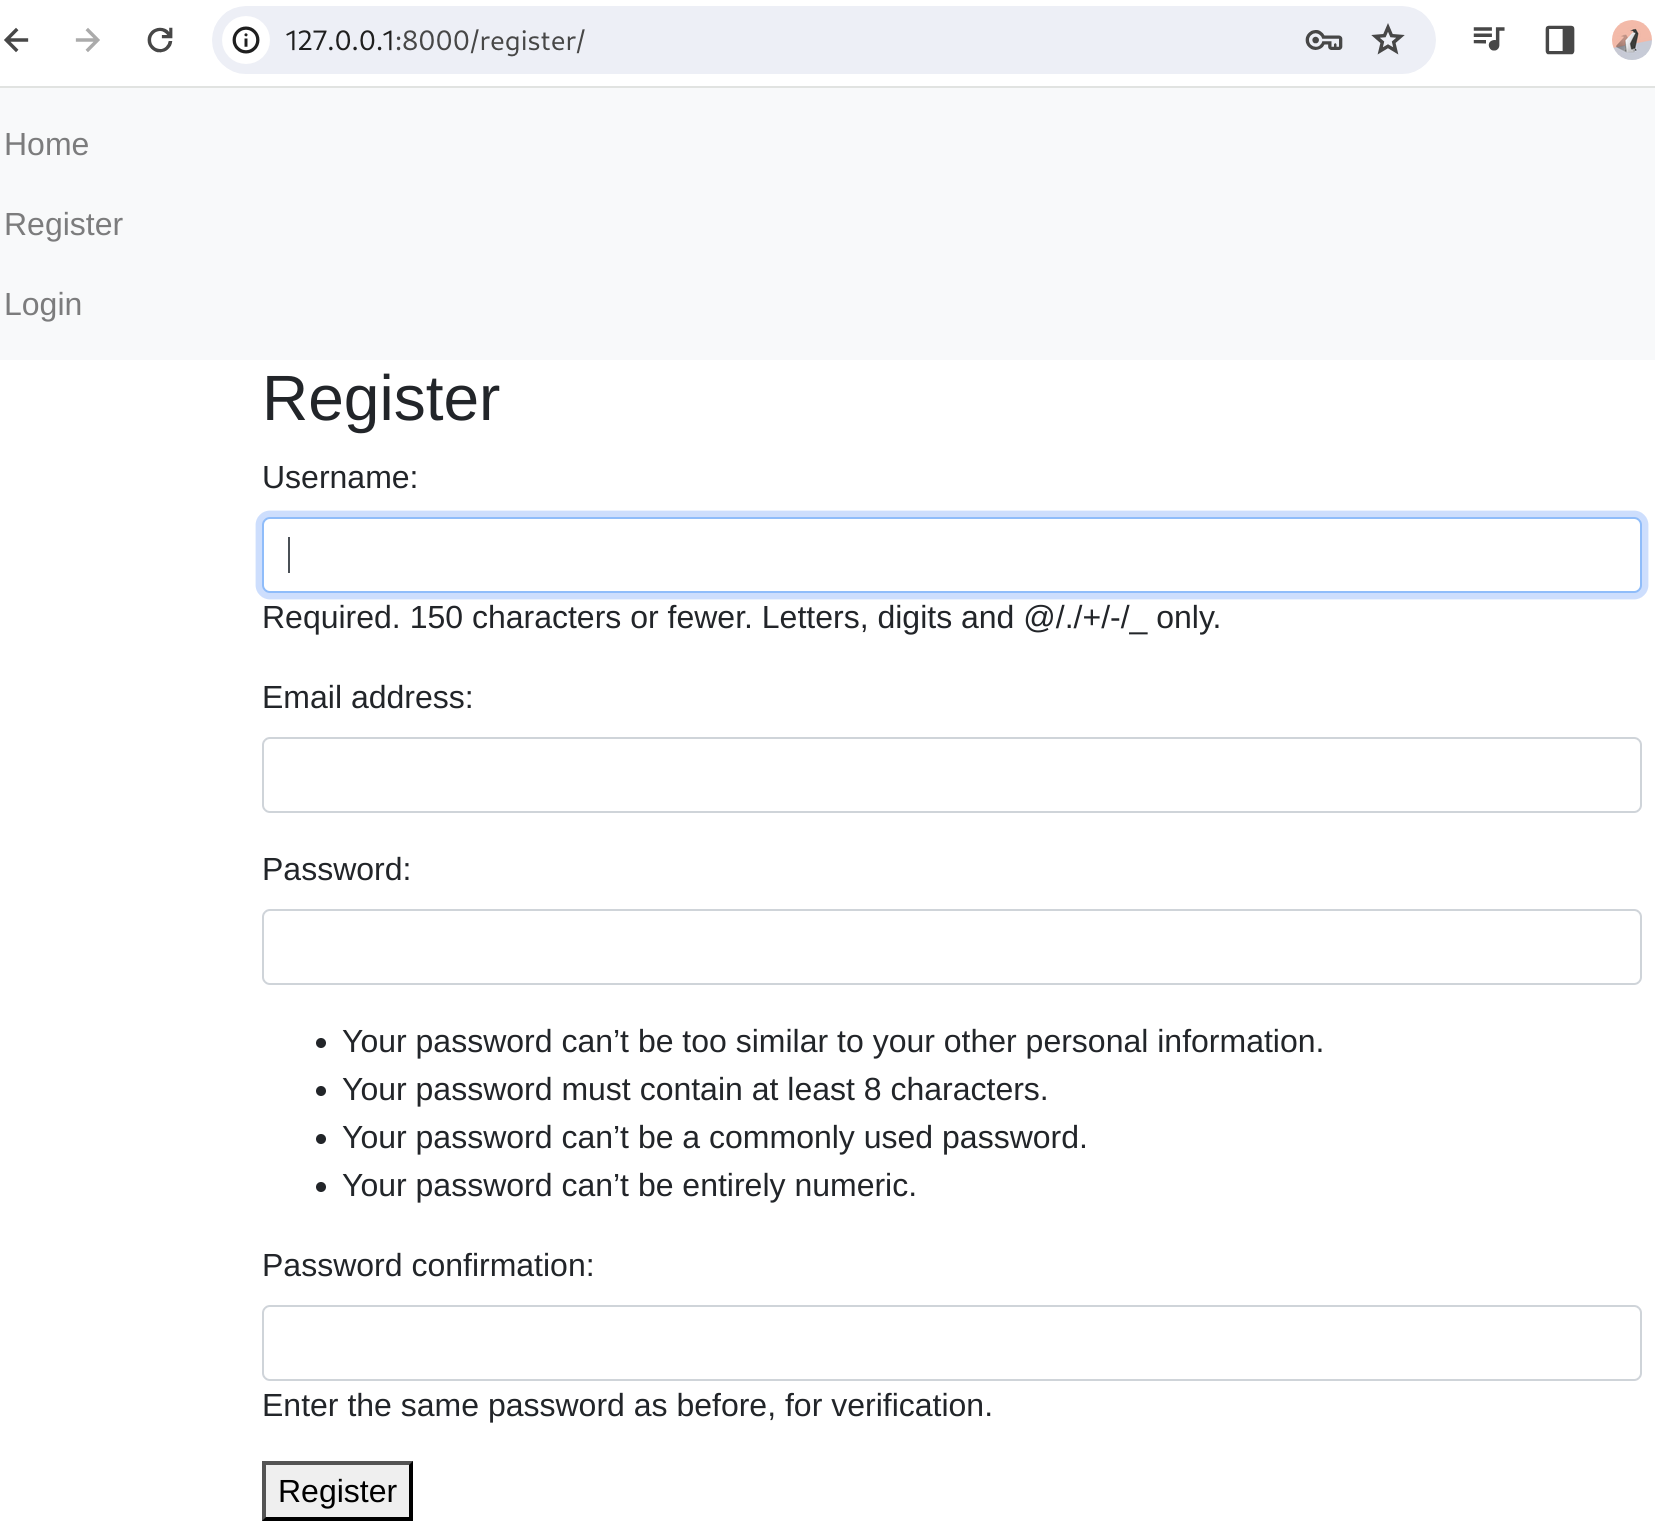 127.0.0.1:8000/register/
Home
Register
Login
Register
Username:
Required. 150 characters or fewer. Letters, digits and @/./+/-/_ only.
Email address:
Password:
• Your password can’t be too similar to your other personal information.
• Your password must contain at least 8 characters.
• Your password can’t be a commonly used password.
• Your password can’t be entirely numeric.
Password confirmation:
Enter the same password as before, for verification.
Register